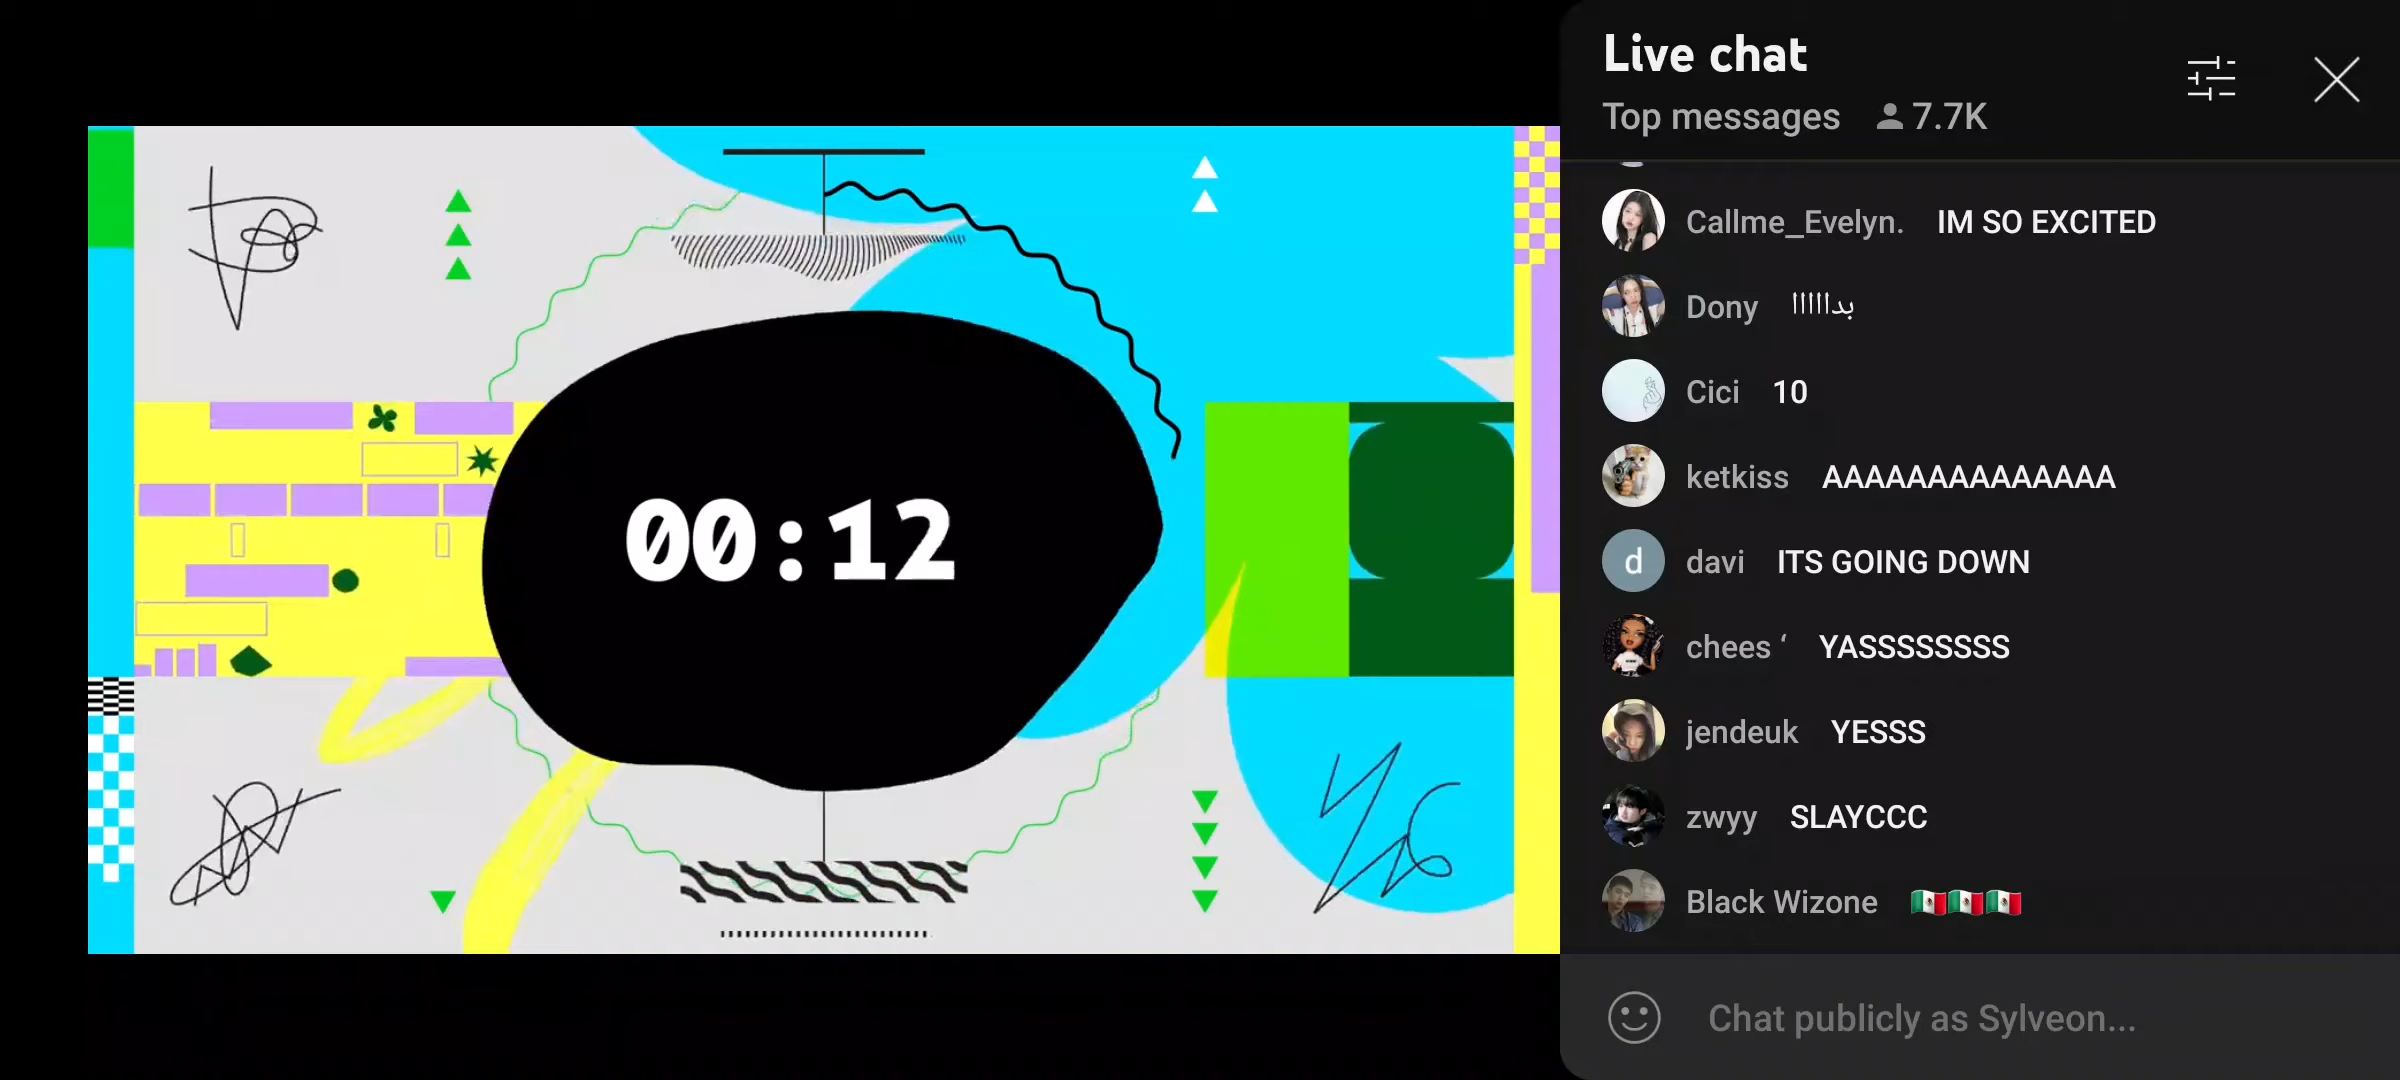 00:12
Live chat
Top messages 7.7K
Callme_Evelyn. IM SO EXCITED
Dony بدااااا
Cici 10
ketkiss AAAAAAAAAAAAAA
d davi ITS GOING DOWN
chees ‘ YASSSSSSSS
jendeuk YESSS
zwyy SLAYCCC
Black Wizone 🇲🇽🇲🇽🇲🇽
Chat publicly as Sylveon...